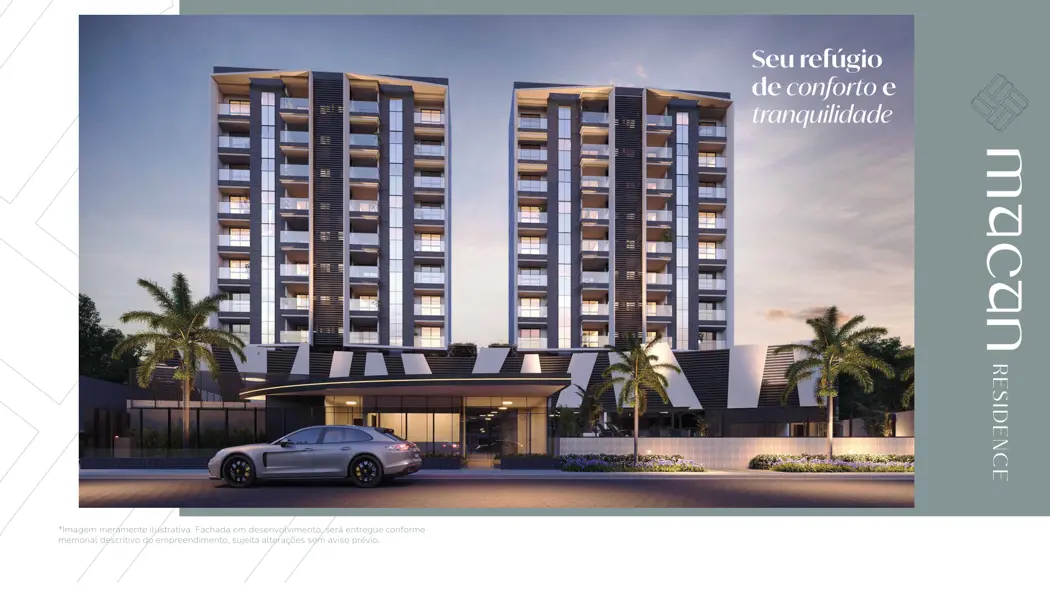 Seu refúgio
de conforto e
tranquilidade
macan
RESIDENCE
*Imagem meramente ilustrativa. Fachada em desenvolvimento, será entregue conforme
memorial descritivo do empreendimento, sujeita alterações sem aviso prévio.